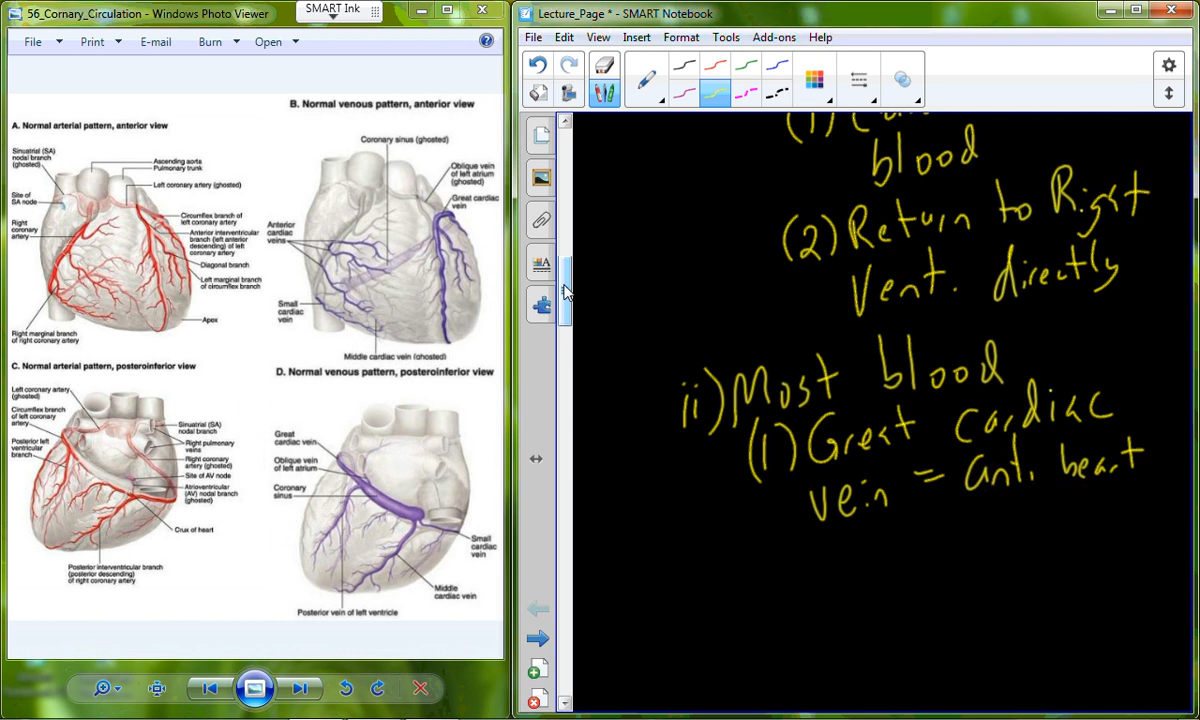 56_Cornary_Circulation - Windows Photo Viewer
SMART Ink
File Print E-mail Burn Open
B. Normal venous pattern, anterior view
A. Normal arterial pattern, anterior view
Sinuatrial (SA)
nodal branch
(ghosted)
Ascending aorta
Pulmonary trunk
Left coronary artery (ghosted)
Site of
SA node
Right
coronary
artery
Circumflex branch of
left coronary artery
Anterior interventricular
branch (left anterior
descending) of left
coronary artery
Diagonal branch
Left marginal branch
of circumflex branch
Apex
Right marginal branch
of right coronary artery
Coronary sinus (ghosted)
Oblique vein
of left atrium
(ghosted)
Great cardiac
vein
Anterior
cardiac
veins
Small
cardiac
vein
Middle cardiac vein (ghosted)
C. Normal arterial pattern, posteroinferior view
D. Normal venous pattern, posteroinferior view
Left coronary artery
(ghosted)
Circumflex branch
of left coronary
artery
Posterior left
ventricular
branch
Sinuatrial (SA)
nodal branch
Right pulmonary
veins
Right coronary
artery (ghosted)
Site of AV node
Atrioventricular
(AV) nodal branch
(ghosted)
Crux of heart
Posterior interventricular branch
(posterior descending)
of right coronary artery
Great
cardiac vein
Oblique vein
of left atrium
Coronary
sinus
Small
cardiac
vein
Middle
cardiac vein
Posterior vein of left ventricle
Lecture_Page * - SMART Notebook
File Edit View Insert Format Tools Add-ons Help
(1)
blood
(2) Return to Right
Vent. directly
ii) Most blood
(1) Great cardiac
vein = ant. heart